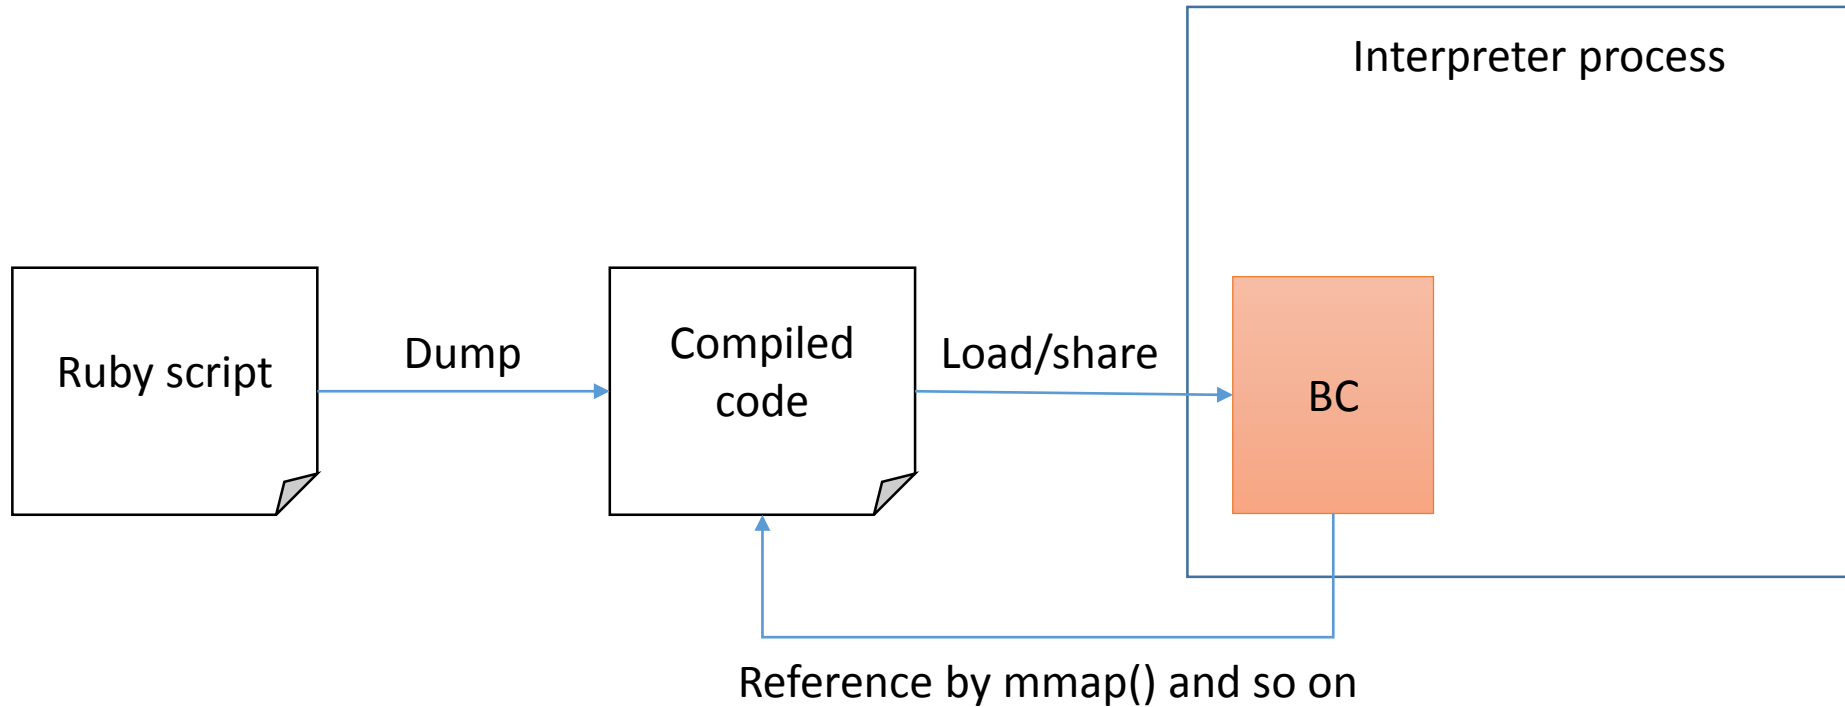 Interpreter process
Ruby script
Dump
Compiled
code
Load/share
BC
Reference by mmap() and so on